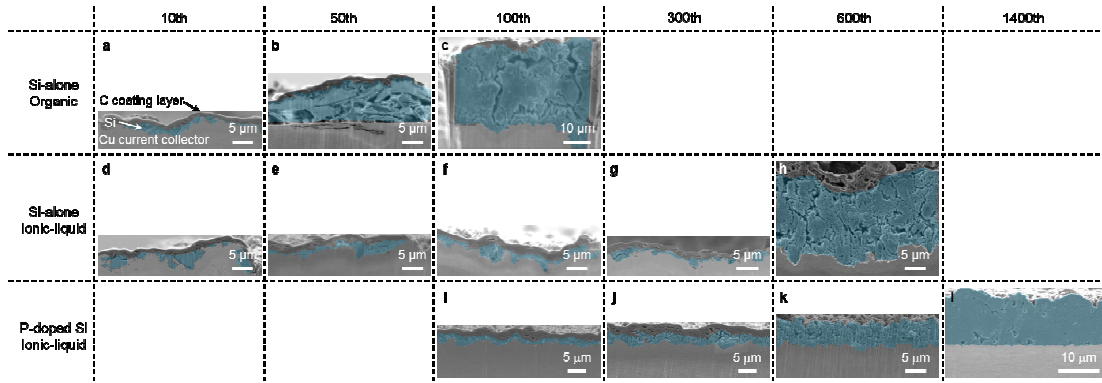 10th 50th 100th 300th 600th 1400th
Si-alone
Organic
a b c
C coating layer
Si
Cu current collector
5 µm 5 µm 10 µm
Si-alone
ionic-liquid
d e f g h
5 µm 5 µm 5 µm 5 µm 5 µm
P-doped Si
Ionic-liquid
i j k l
5 µm 5 µm 5 µm 10 µm